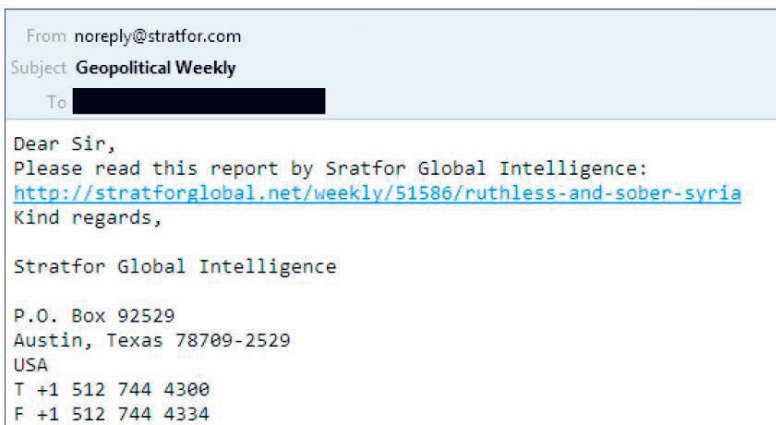 From noreply@stratfor.com
Subject Geopolitical Weekly
To
Dear Sir,
Please read this report by Sratfor Global Intelligence:
http://stratforglobal.net/weekly/51586/ruthless-and-sober-syria
Kind regards,
Stratfor Global Intelligence
P.O. Box 92529
Austin, Texas 78709-2529
USA
T +1 512 744 4300
F +1 512 744 4334